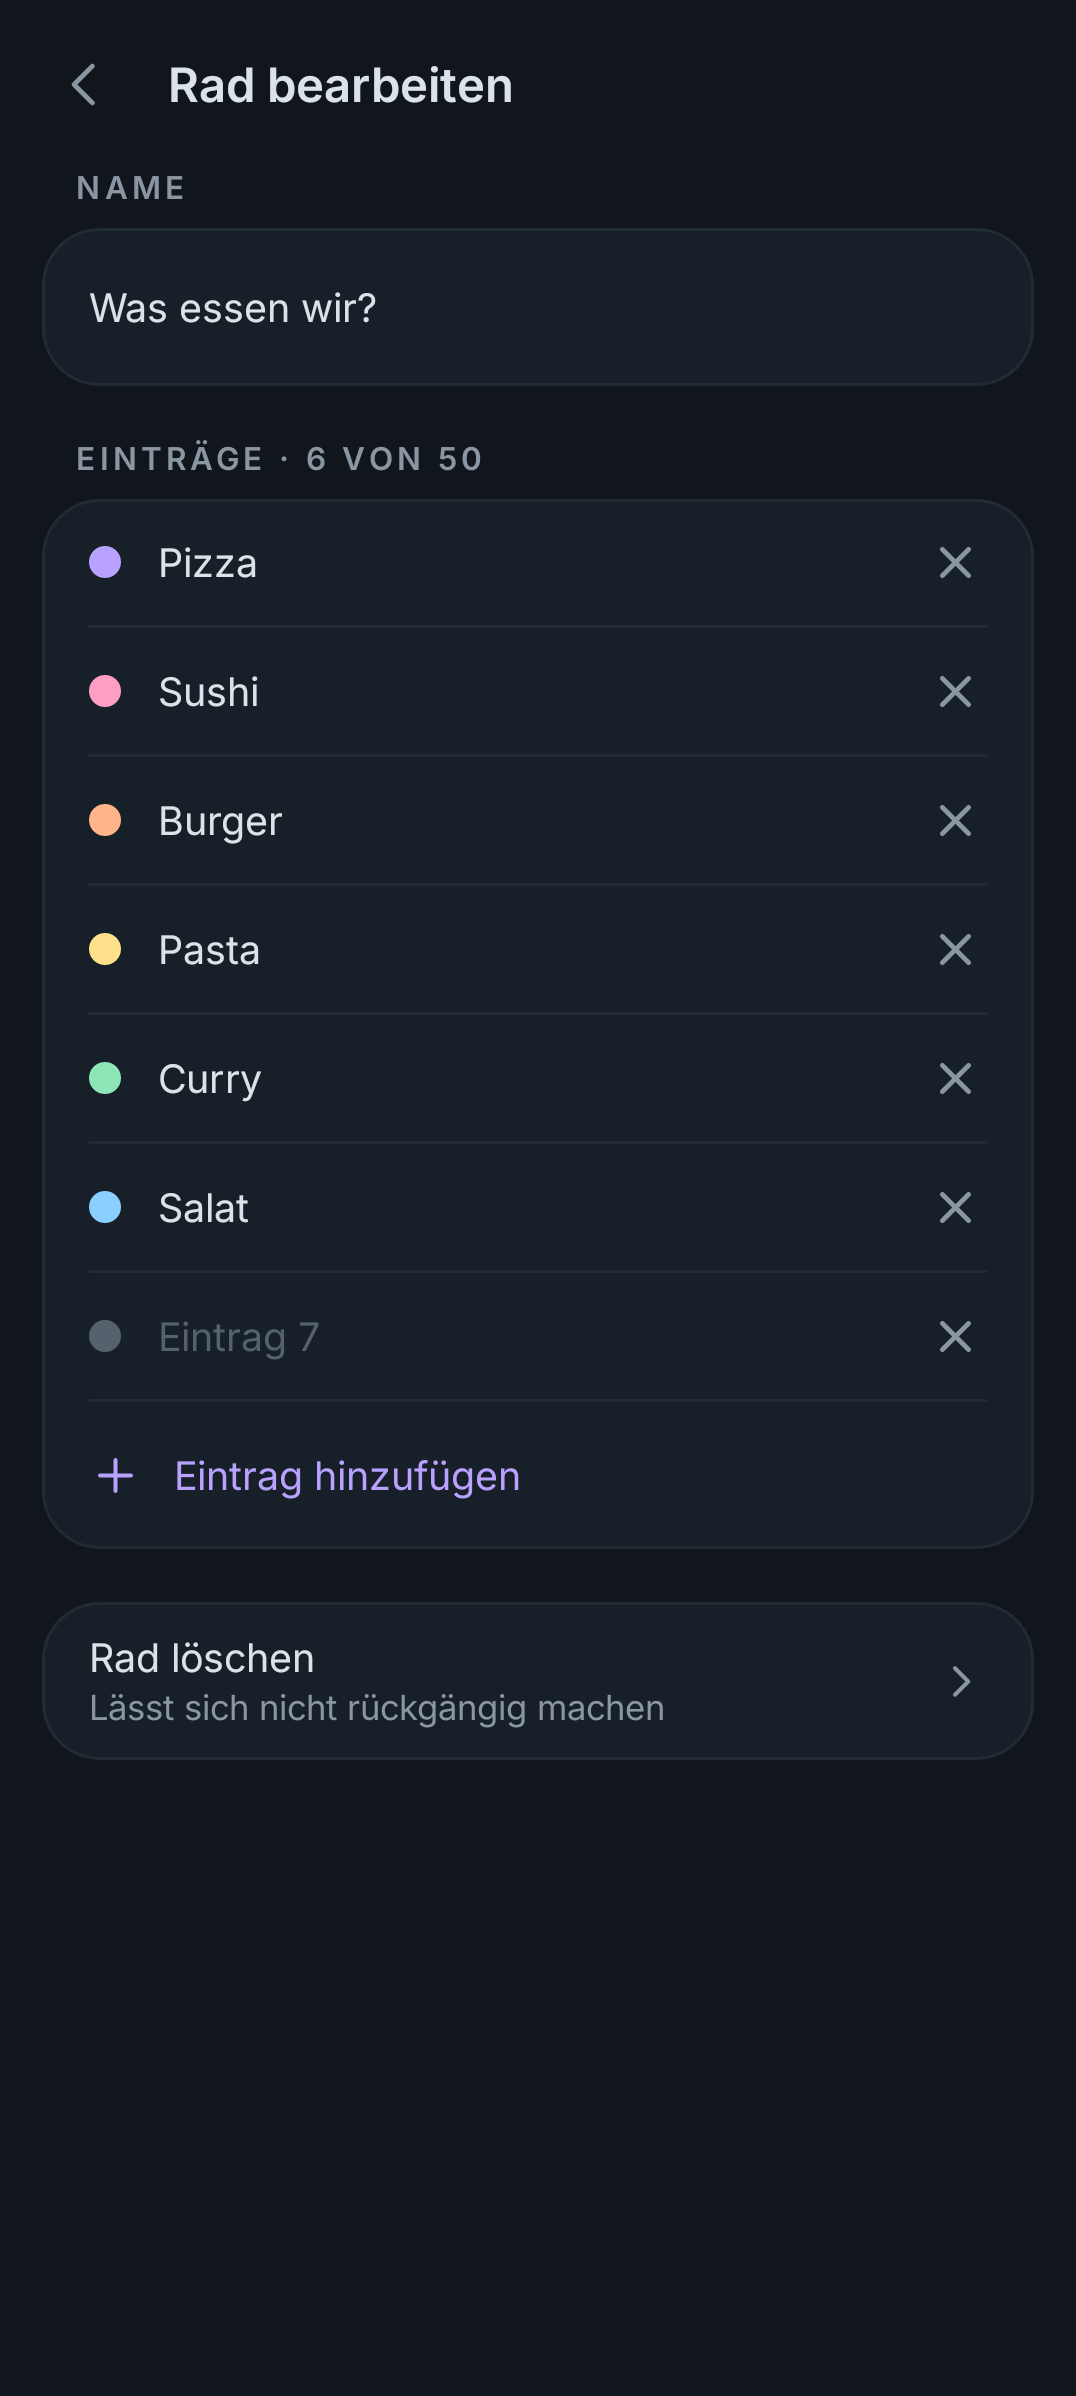 Rad bearbeiten
NAME
Was essen wir?
EINTRÄGE · 6 VON 50
Pizza
Sushi
Burger
Pasta
Curry
Salat
Eintrag 7
Eintrag hinzufügen
Rad löschen
Lässt sich nicht rückgängig machen